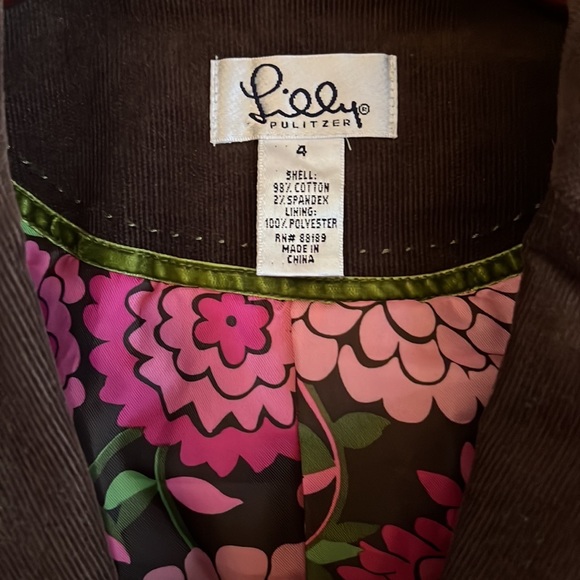 Lilly®
PULITZER
4
SHELL:
98% COTTON
2% SPANDEX
LINING:
100% POLYESTER
RN# 88189
MADE IN
CHINA